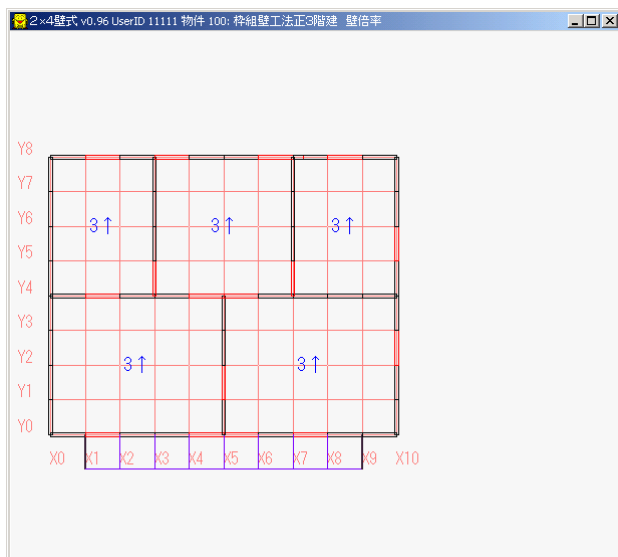 2×4壁式 v0.96 UserID 11111 物件 100: 枠組壁工法正3階建 壁倍率
Y8
Y7
Y6 3↑ 3↑ 3↑
Y5
Y4
Y3
Y2 3↑ 3↑
Y1
Y0
X0 X1 X2 X3 X4 X5 X6 X7 X8 X9 X10